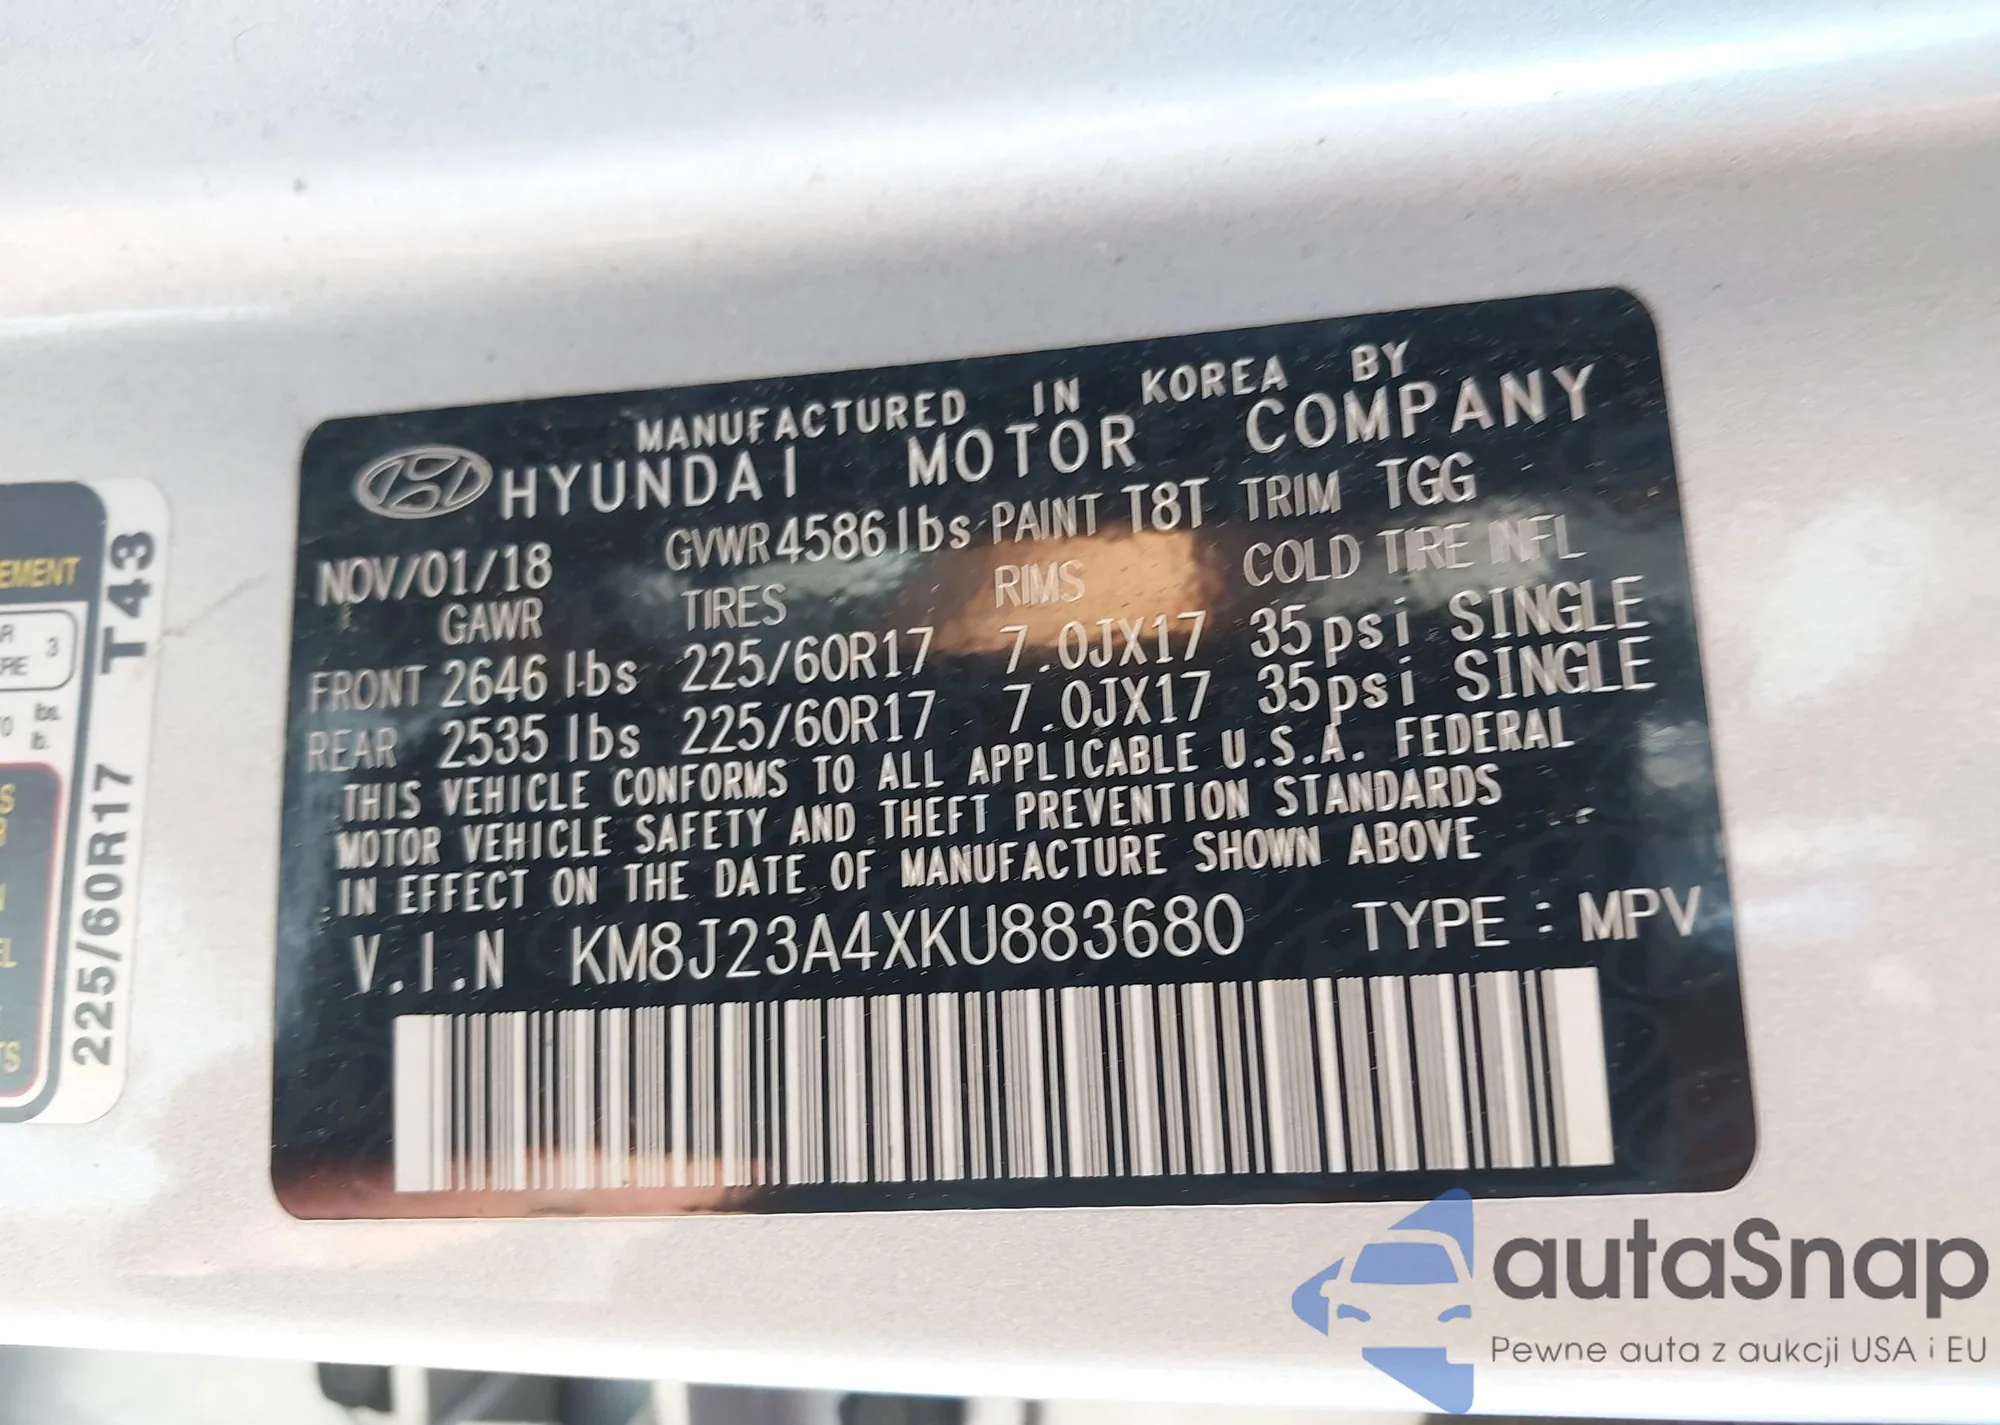 MANUFACTURED IN KOREA BY
HYUNDAI MOTOR COMPANY
NOV/01/18 GVWR 4586 lbs PAINT T8T TRIM TGG
GAWR TIRES RIMS COLD TIRE INFL
FRONT 2646 lbs 225/60R17 7.0JX17 35psi SINGLE
REAR 2535 lbs 225/60R17 7.0JX17 35psi SINGLE
THIS VEHICLE CONFORMS TO ALL APPLICABLE U.S.A. FEDERAL
MOTOR VEHICLE SAFETY AND THEFT PREVENTION STANDARDS
IN EFFECT ON THE DATE OF MANUFACTURE SHOWN ABOVE
V.I.N KM8J23A4XKU883680 TYPE : MPV
225/60R17 T43
3
lbs.
lb.
autaSnap
Pewne auta z aukcji USA i EU